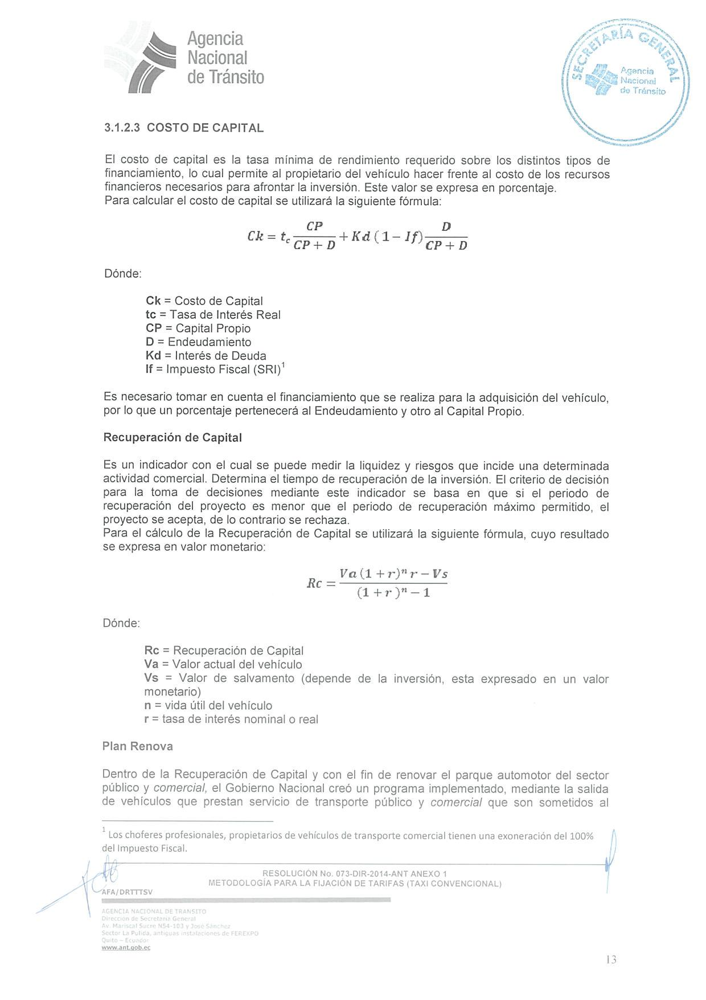 Agencia
Nacional
de Tránsito
SECRETARÍA GENERAL
Agencia
Nacional
de Tránsito
3.1.2.3 COSTO DE CAPITAL
El costo de capital es la tasa mínima de rendimiento requerido sobre los distintos tipos de
financiamiento, lo cual permite al propietario del vehículo hacer frente al costo de los recursos
financieros necesarios para afrontar la inversión. Este valor se expresa en porcentaje.
Para calcular el costo de capital se utilizará la siguiente fórmula:
Ck = t_c CP/(CP + D) + Kd (1 − If) D/(CP + D)
Dónde:
Ck = Costo de Capital
tc = Tasa de Interés Real
CP = Capital Propio
D = Endeudamiento
Kd = Interés de Deuda
If = Impuesto Fiscal (SRI)¹
Es necesario tomar en cuenta el financiamiento que se realiza para la adquisición del vehículo,
por lo que un porcentaje pertenecerá al Endeudamiento y otro al Capital Propio.
Recuperación de Capital
Es un indicador con el cual se puede medir la liquidez y riesgos que incide una determinada
actividad comercial. Determina el tiempo de recuperación de la inversión. El criterio de decisión
para la toma de decisiones mediante este indicador se basa en que si el periodo de
recuperación del proyecto es menor que el periodo de recuperación máximo permitido, el
proyecto se acepta, de lo contrario se rechaza.
Para el cálculo de la Recuperación de Capital se utilizará la siguiente fórmula, cuyo resultado
se expresa en valor monetario:
Rc = (Va (1 + r)ⁿ r − Vs)/((1 + r)ⁿ − 1)
Dónde:
Rc = Recuperación de Capital
Va = Valor actual del vehículo
Vs = Valor de salvamento (depende de la inversión, esta expresado en un valor
monetario)
n = vida útil del vehículo
r = tasa de interés nominal o real
Plan Renova
Dentro de la Recuperación de Capital y con el fin de renovar el parque automotor del sector
público y comercial, el Gobierno Nacional creó un programa implementado, mediante la salida
de vehículos que prestan servicio de transporte público y comercial que son sometidos al
¹ Los choferes profesionales, propietarios de vehículos de transporte comercial tienen una exoneración del 100%
del Impuesto Fiscal.
RESOLUCIÓN No. 073-DIR-2014-ANT ANEXO 1
METODOLOGÍA PARA LA FIJACIÓN DE TARIFAS (TAXI CONVENCIONAL)
AFA/DRTTTSV
AGENCIA NACIONAL DE TRANSITO
Dirección de Secretaría General
Av. Mariscal Sucre N54-103 y José Sánchez
Sector La Pulida, antiguas instalaciones de FEREXPO
Quito – Ecuador
www.ant.gob.ec
13